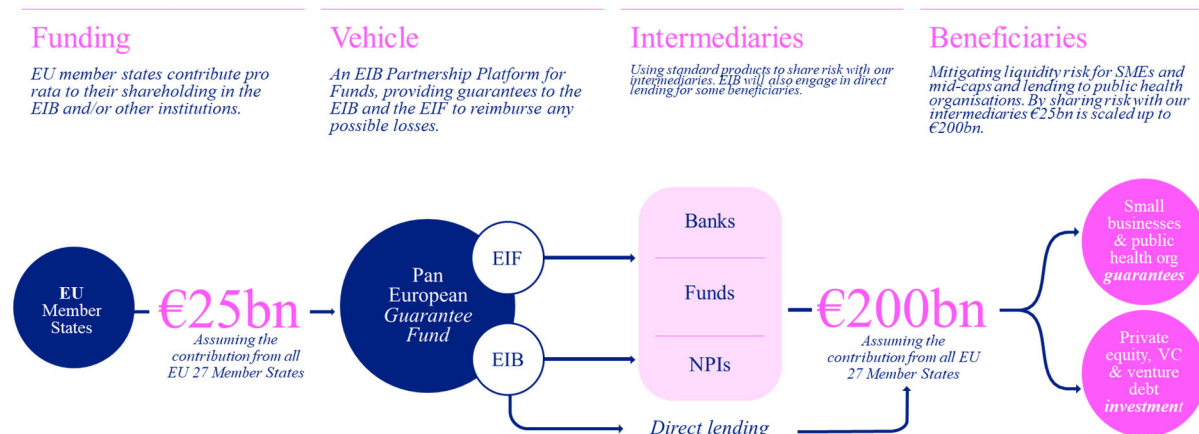 Funding
EU member states contribute pro
rata to their shareholding in the
EIB and/or other institutions.
Vehicle
An EIB Partnership Platform for
Funds, providing guarantees to the
EIB and the EIF to reimburse any
possible losses.
Intermediaries
Using standard products to share risk with our
intermediaries. EIB will also engage in direct
lending for some beneficiaries.
Beneficiaries
Mitigating liquidity risk for SMEs and
mid-caps and lending to public health
organisations. By sharing risk with our
intermediaries €25bn is scaled up to
€200bn.
EU
Member
States
€25bn
Assuming the
contribution from all
EU 27 Member States
Pan
European
Guarantee
Fund
EIF
EIB
Banks
Funds
NPIs
Direct lending
€200bn
Assuming the
contribution from all EU
27 Member States
Small
businesses
& public
health org
guarantees
Private
equity, VC
& venture
debt
investment